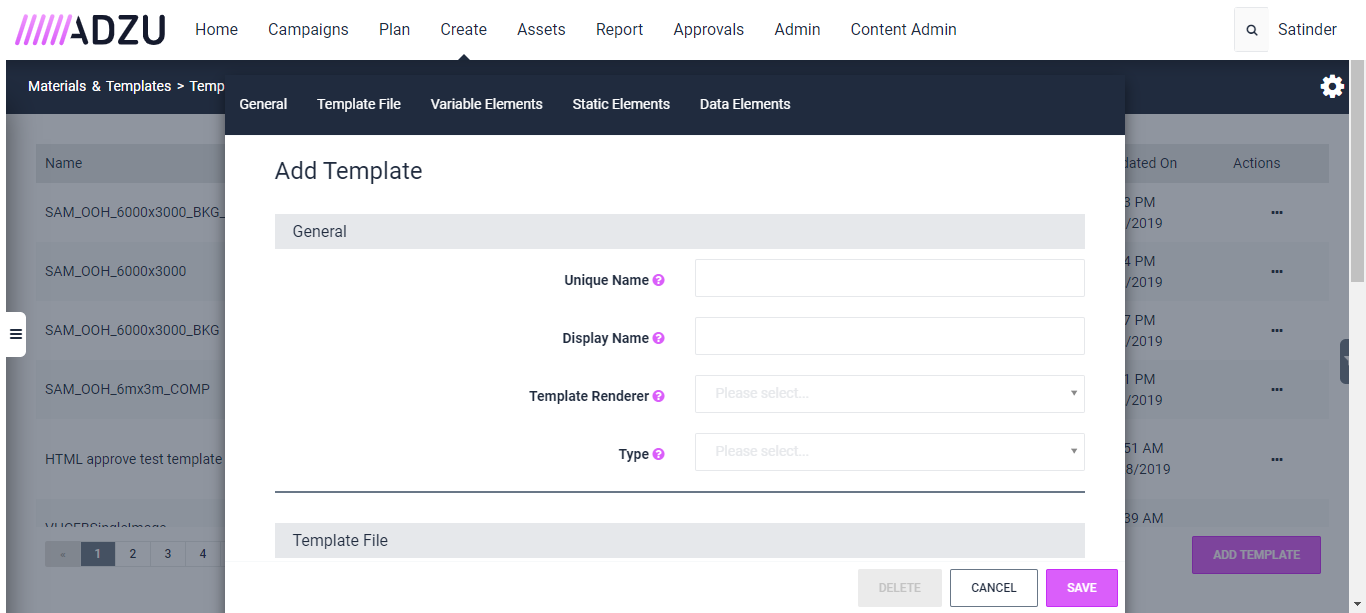 ADZU Home Campaigns Plan Create Assets Report Approvals Admin Content Admin Satinder
Materials & Templates > Temp
General Template File Variable Elements Static Elements Data Elements
Add Template
Name dated On Actions
General
SAM_OOH_6000x3000_BKG_ 3 PM
/2019
Unique Name
SAM_OOH_6000x3000 4 PM
/2019
Display Name
SAM_OOH_6000x3000_BKG 7 PM
/2019
Template Renderer Please select...
SAM_OOH_6mx3m_COMP 1 PM
/2019
Type Please select...
HTML approve test template 51 AM
8/2019
39 AM
Template File
« 1 2 3 4
ADD TEMPLATE
DELETE CANCEL SAVE